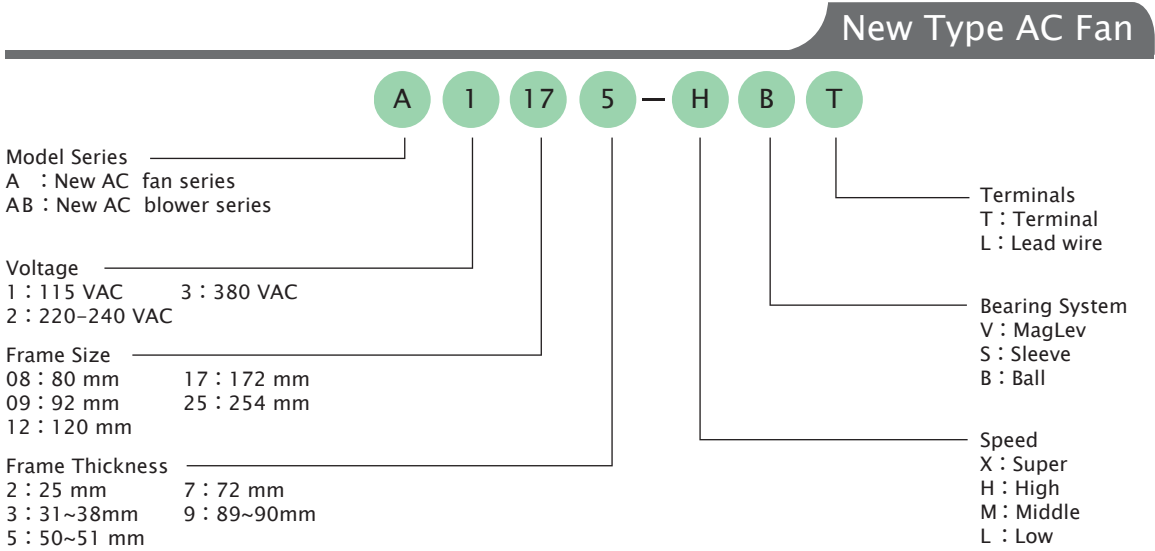 New Type AC Fan
A 1 17 5 — H B T
Model Series
A ：New AC fan series
AB：New AC blower series
Voltage
1：115 VAC 3：380 VAC
2：220-240 VAC
Frame Size
08：80 mm 17：172 mm
09：92 mm 25：254 mm
12：120 mm
Frame Thickness
2：25 mm 7：72 mm
3：31~38mm 9：89~90mm
5：50~51 mm
Terminals
T：Terminal
L：Lead wire
Bearing System
V：MagLev
S：Sleeve
B：Ball
Speed
X：Super
H：High
M：Middle
L：Low